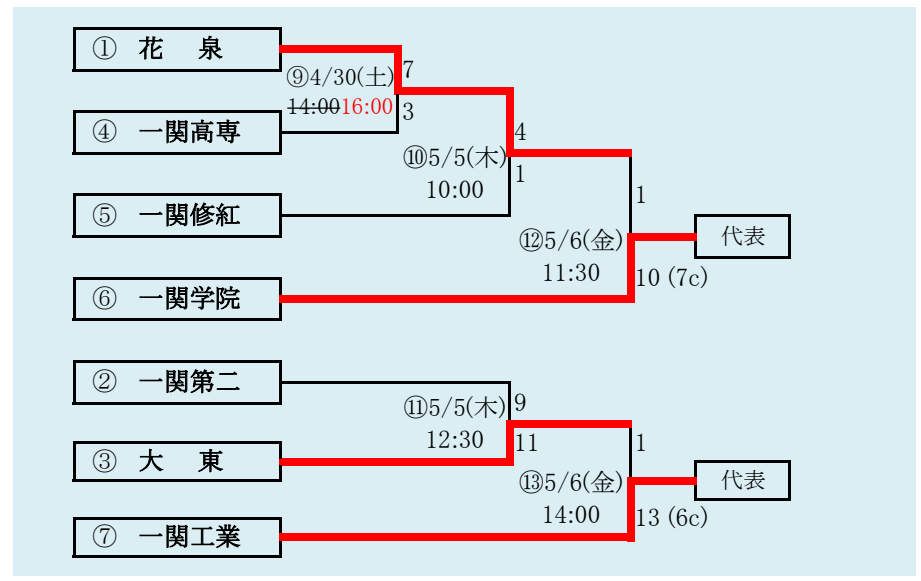 ① 花　泉
⑨4/30(土) 7
14:0016:00 3
④ 一関高専
4
⑩5/5(木) 1
10:00
1
⑤ 一関修紅
⑫5/6(金) 代表
11:30 10 (7c)
⑥ 一関学院
② 一関第二
⑪5/5(木) 9
12:30 11 1
③ 大　東
⑬5/6(金) 代表
14:00 13 (6c)
⑦ 一関工業